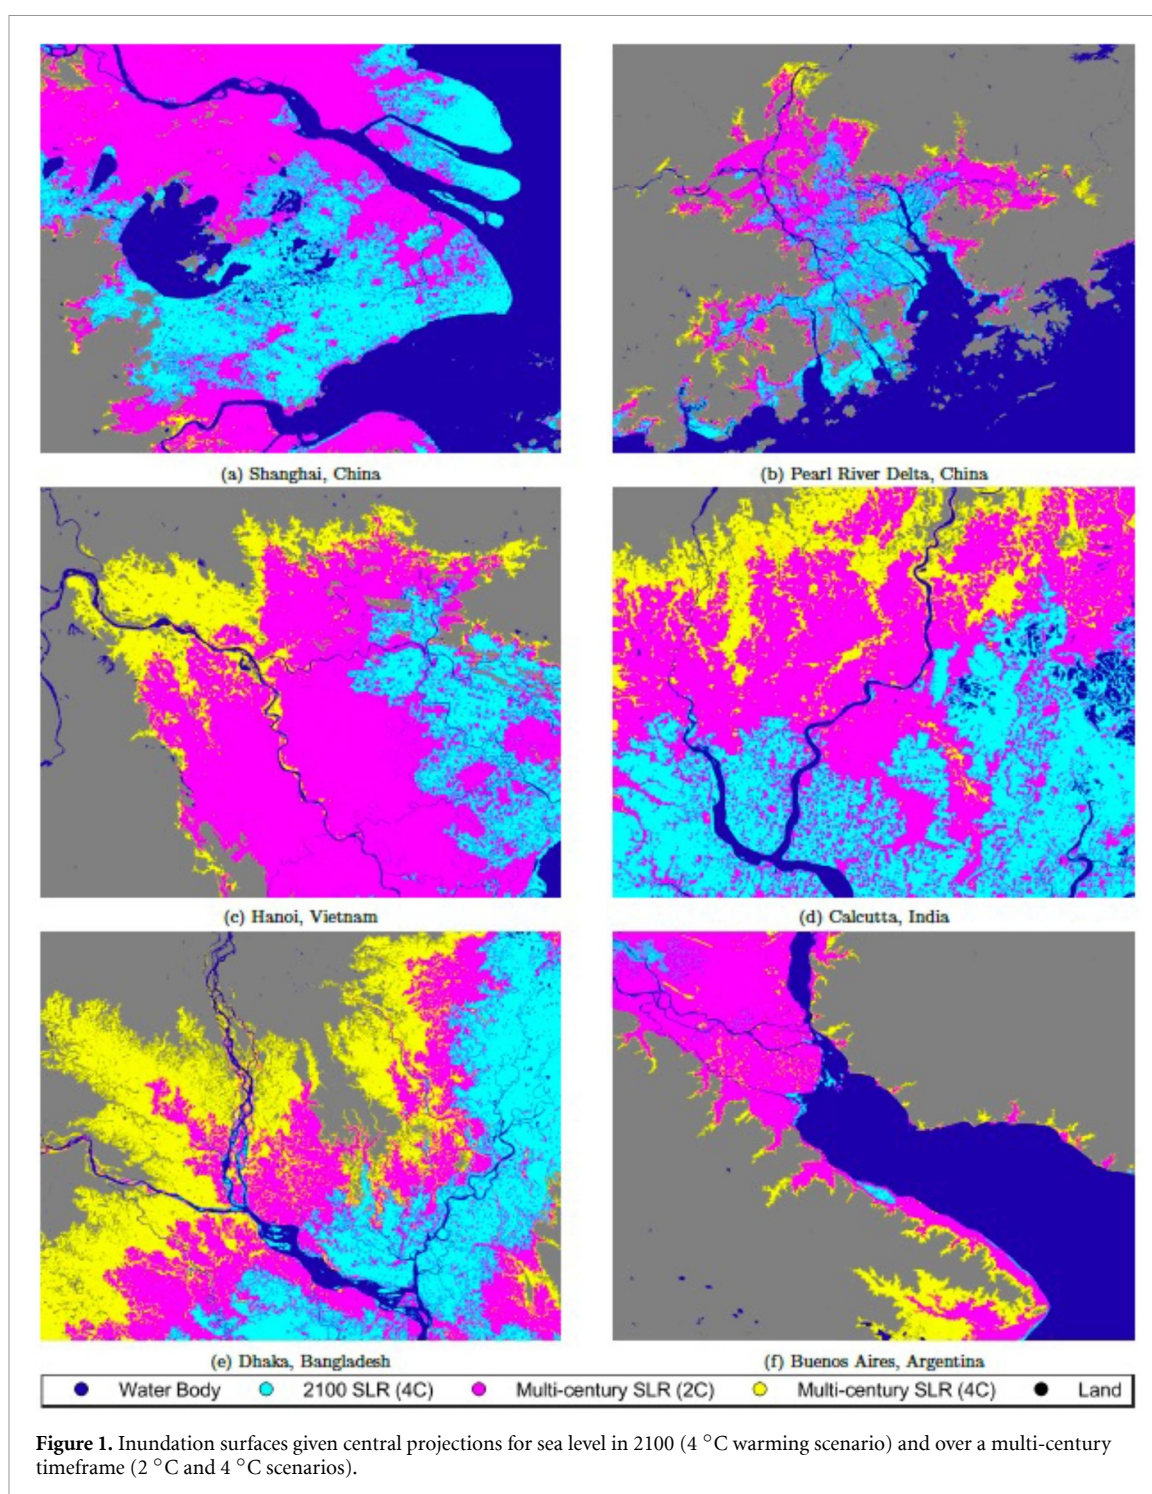 (a) Shanghai, China
(b) Pearl River Delta, China
(c) Hanoi, Vietnam
(d) Calcutta, India
(e) Dhaka, Bangladesh
(f) Buenos Aires, Argentina
Water Body 2100 SLR (4C) Multi-century SLR (2C) Multi-century SLR (4C) Land
Figure 1. Inundation surfaces given central projections for sea level in 2100 (4 °C warming scenario) and over a multi-century
timeframe (2 °C and 4 °C scenarios).